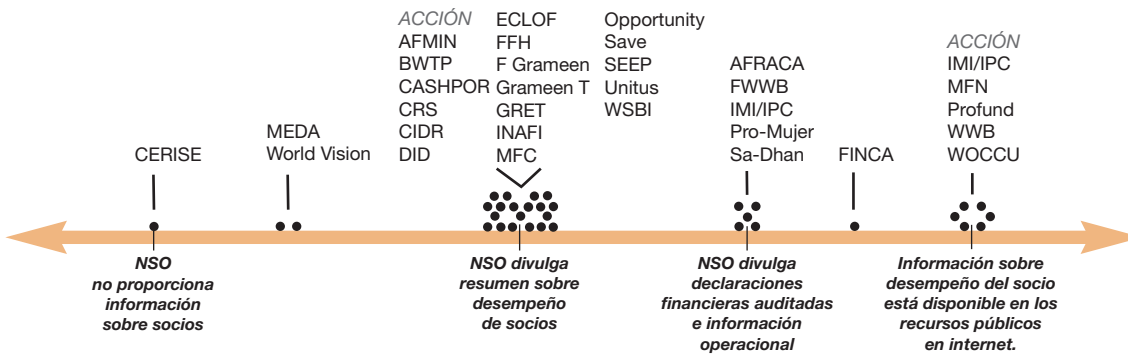 CERISE
MEDA
World Vision
ACCIÓN
AFMIN
BWTP
CASHPOR
CRS
CIDR
DID
ECLOF
FFH
F Grameen
Grameen T
GRET
INAFI
MFC
Opportunity
Save
SEEP
Unitus
WSBI
AFRACA
FWWB
IMI/IPC
Pro-Mujer
Sa-Dhan
FINCA
ACCIÓN
IMI/IPC
MFN
Profund
WWB
WOCCU
NSO
no proporciona
información
sobre socios
NSO divulga
resumen sobre
desempeño
de socios
NSO divulga
declaraciones
financieras auditadas
e información
operacional
Información sobre
desempeño del socio
está disponible en los
recursos públicos
en internet.